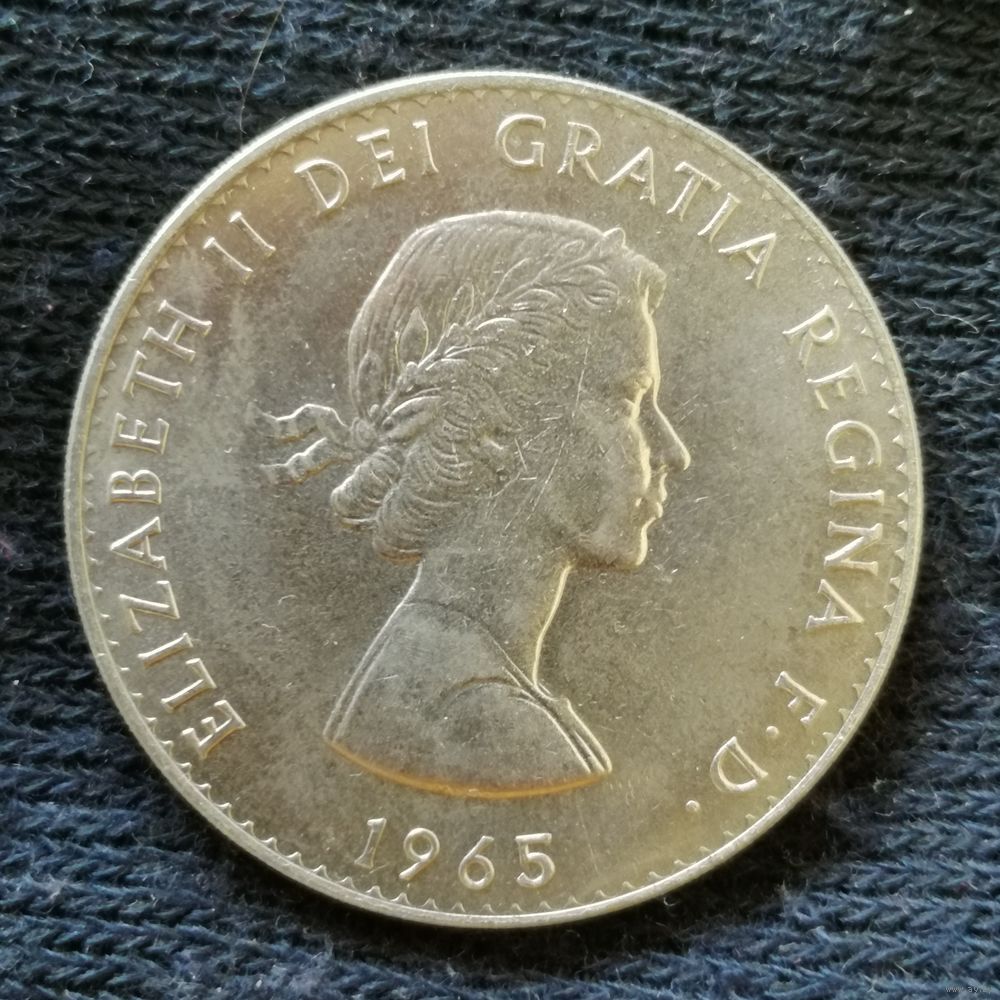 ELIZABETH II DEI GRATIA REGINA F.D.
1965